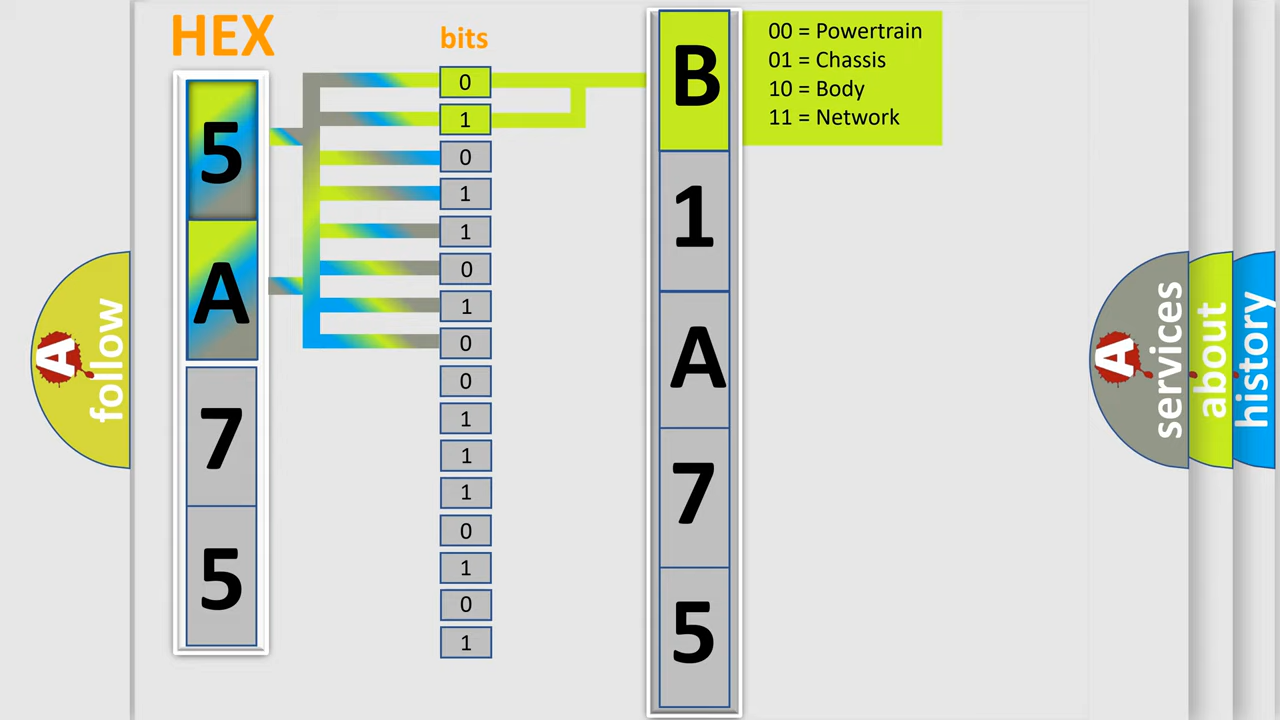 HEX
bits
5
A
7
5
0
1
0
1
1
0
1
0
0
1
1
1
0
1
0
1
B
1
A
7
5
00 = Powertrain
01 = Chassis
10 = Body
11 = Network
A
follow
A
services
about
history